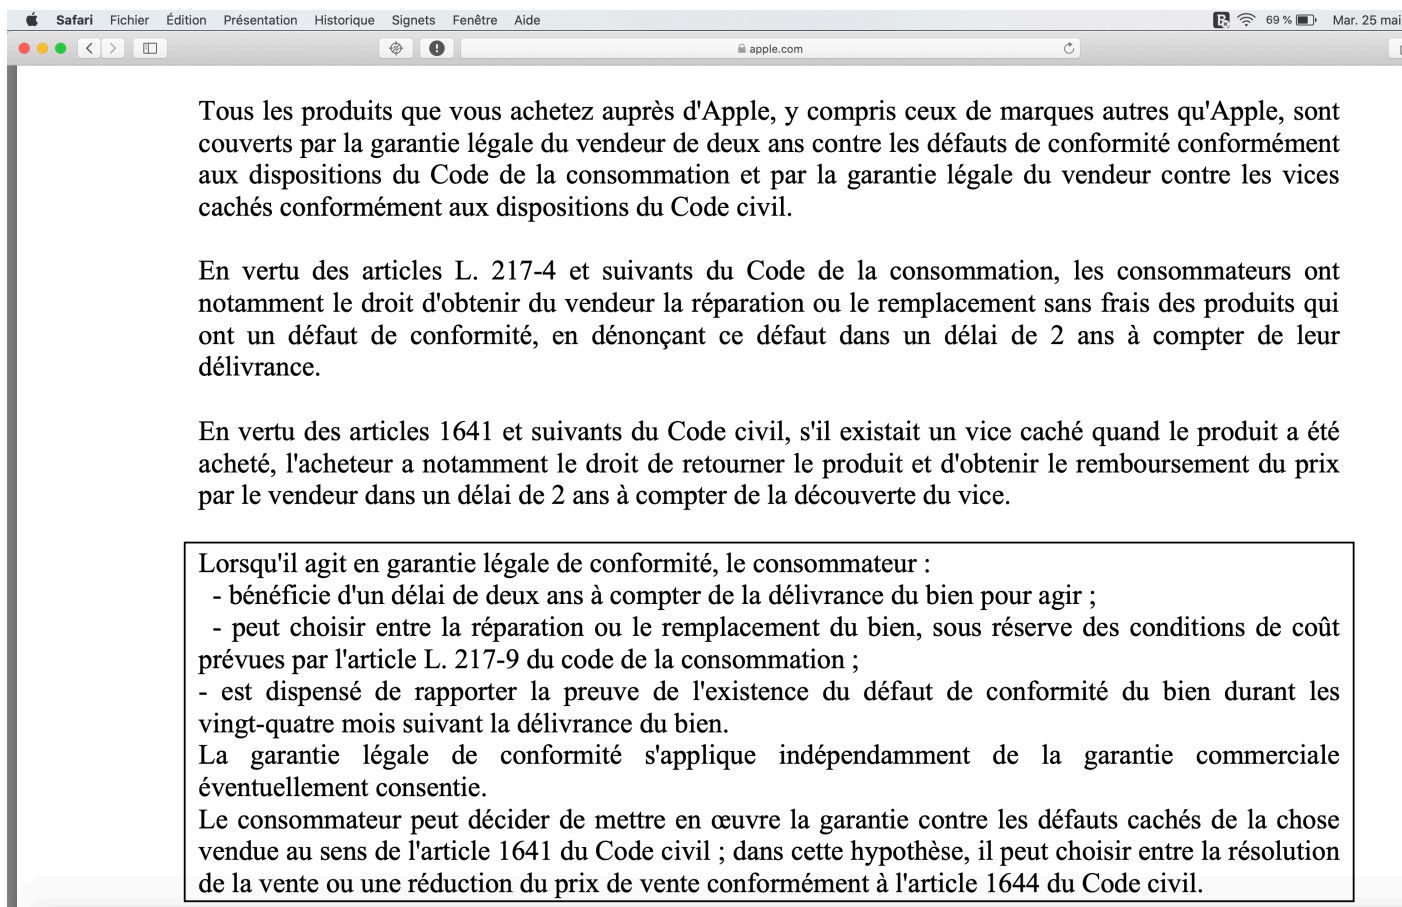 Safari Fichier Édition Présentation Historique Signets Fenêtre Aide 69 % Mar. 25 mai
apple.com
Tous les produits que vous achetez auprès d'Apple, y compris ceux de marques autres qu'Apple, sont
couverts par la garantie légale du vendeur de deux ans contre les défauts de conformité conformément
aux dispositions du Code de la consommation et par la garantie légale du vendeur contre les vices
cachés conformément aux dispositions du Code civil.
En vertu des articles L. 217-4 et suivants du Code de la consommation, les consommateurs ont
notamment le droit d'obtenir du vendeur la réparation ou le remplacement sans frais des produits qui
ont un défaut de conformité, en dénonçant ce défaut dans un délai de 2 ans à compter de leur
délivrance.
En vertu des articles 1641 et suivants du Code civil, s'il existait un vice caché quand le produit a été
acheté, l'acheteur a notamment le droit de retourner le produit et d'obtenir le remboursement du prix
par le vendeur dans un délai de 2 ans à compter de la découverte du vice.
Lorsqu'il agit en garantie légale de conformité, le consommateur :
- bénéficie d'un délai de deux ans à compter de la délivrance du bien pour agir ;
- peut choisir entre la réparation ou le remplacement du bien, sous réserve des conditions de coût
prévues par l'article L. 217-9 du code de la consommation ;
- est dispensé de rapporter la preuve de l'existence du défaut de conformité du bien durant les
vingt-quatre mois suivant la délivrance du bien.
La garantie légale de conformité s'applique indépendamment de la garantie commerciale
éventuellement consentie.
Le consommateur peut décider de mettre en œuvre la garantie contre les défauts cachés de la chose
vendue au sens de l'article 1641 du Code civil ; dans cette hypothèse, il peut choisir entre la résolution
de la vente ou une réduction du prix de vente conformément à l'article 1644 du Code civil.